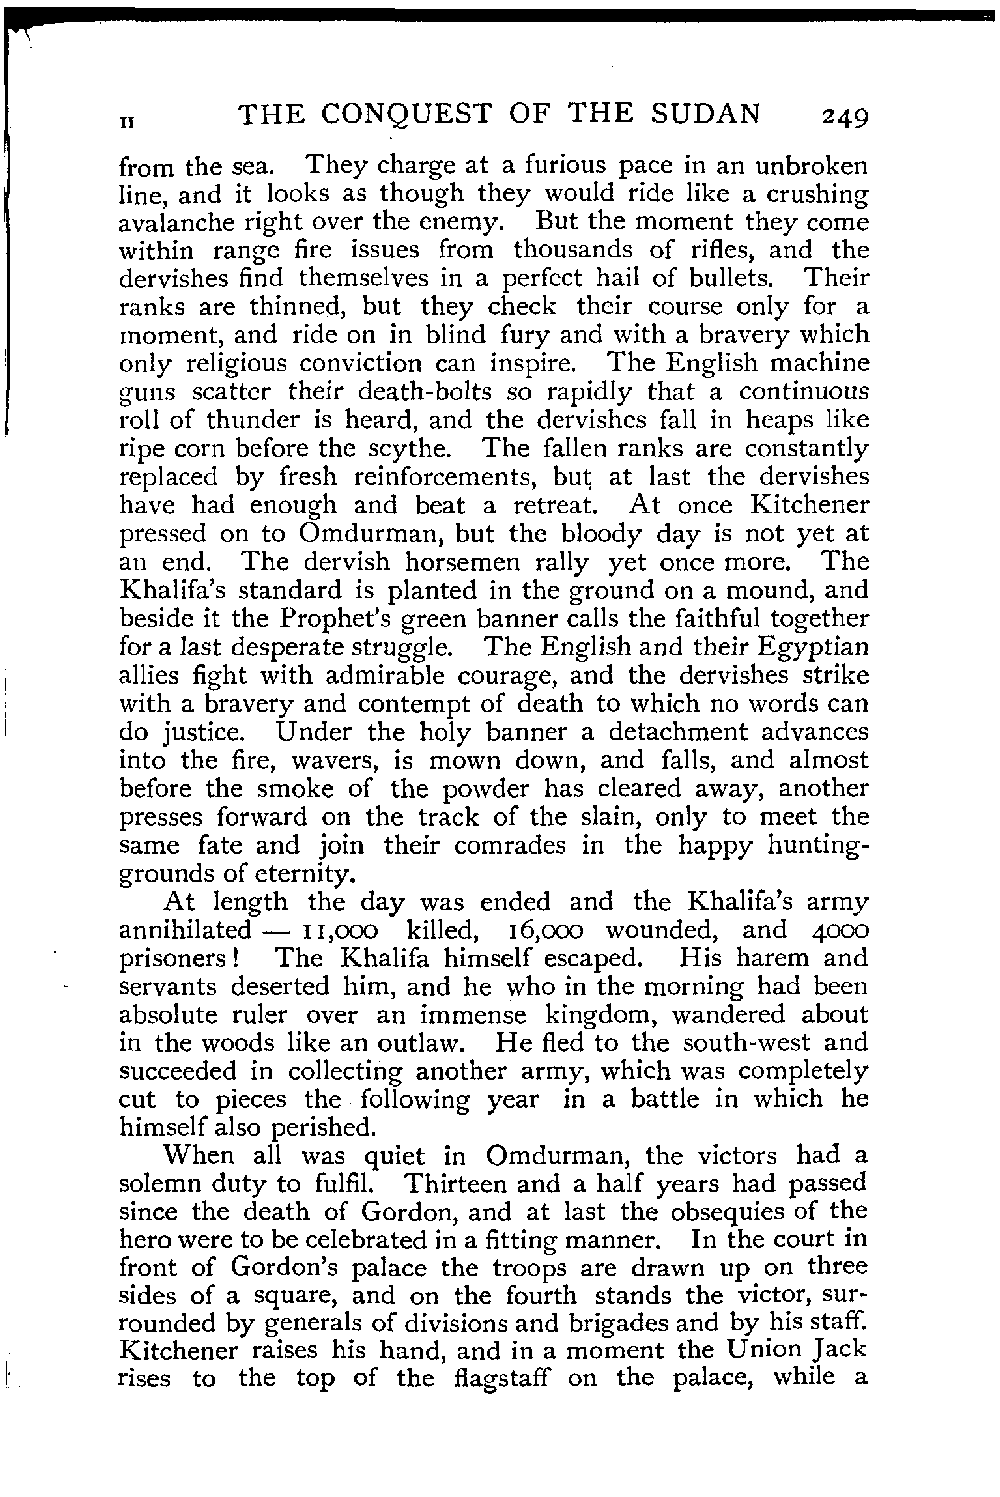 II THE CONQUEST OF THE SUDAN 249
from the sea. They charge at a furious pace in an unbroken
line, and it looks as though they would ride like a crushing
avalanche right over the enemy. But the moment they come
within range fire issues from thousands of rifles, and the
dervishes find themselves in a perfect hail of bullets. Their
ranks are thinned, but they check their course only for a
moment, and ride on in blind fury and with a bravery which
only religious conviction can inspire. The English machine
guns scatter their death-bolts so rapidly that a continuous
roll of thunder is heard, and the dervishes fall in heaps like
ripe corn before the scythe. The fallen ranks are constantly
replaced by fresh reinforcements, but at last the dervishes
have had enough and beat a retreat. At once Kitchener
pressed on to Omdurman, but the bloody day is not yet at
an end. The dervish horsemen rally yet once more. The
Khalifa's standard is planted in the ground on a mound, and
beside it the Prophet's green banner calls the faithful together
for a last desperate struggle. The English and their Egyptian
allies fight with admirable courage, and the dervishes strike
with a bravery and contempt of death to which no words can
do justice. Under the holy banner a detachment advances
into the fire, wavers, is mown down, and falls, and almost
before the smoke of the powder has cleared away, another
presses forward on the track of the slain, only to meet the
same fate and join their comrades in the happy hunting-
grounds of eternity.
At length the day was ended and the Khalifa's army
annihilated — 11,000 killed, 16,000 wounded, and 4000
prisoners! The Khalifa himself escaped. His harem and
servants deserted him, and he who in the morning had been
absolute ruler over an immense kingdom, wandered about
in the woods like an outlaw. He fled to the south-west and
succeeded in collecting another army, which was completely
cut to pieces the following year in a battle in which he
himself also perished.
When all was quiet in Omdurman, the victors had a
solemn duty to fulfil. Thirteen and a half years had passed
since the death of Gordon, and at last the obsequies of the
hero were to be celebrated in a fitting manner. In the court in
front of Gordon's palace the troops are drawn up on three
sides of a square, and on the fourth stands the victor, sur-
rounded by generals of divisions and brigades and by his staff.
Kitchener raises his hand, and in a moment the Union Jack
rises to the top of the flagstaff on the palace, while a